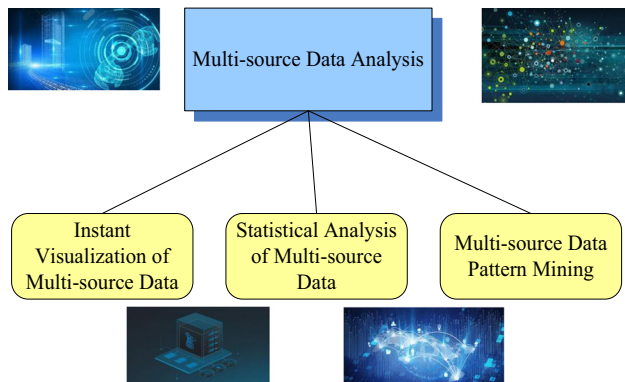 Multi-source Data Analysis
Instant
Visualization of
Multi-source Data
Statistical Analysis
of Multi-source
Data
Multi-source Data
Pattern Mining